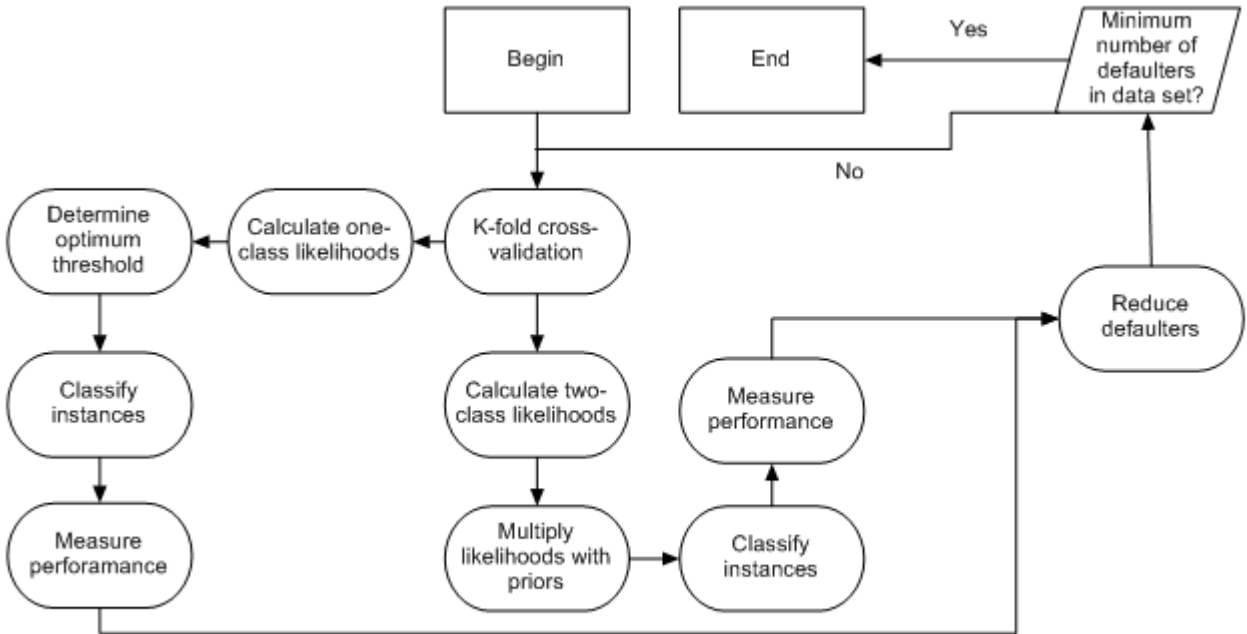 Begin
End
Yes
Minimum
number of
defaulters
in data set?
No
Determine
optimum
threshold
Calculate one-
class likelihoods
K-fold cross-
validation
Reduce
defaulters
Classify
instances
Calculate two-
class likelihoods
Measure
performance
Measure
perforamance
Multiply
likelihoods with
priors
Classify
instances